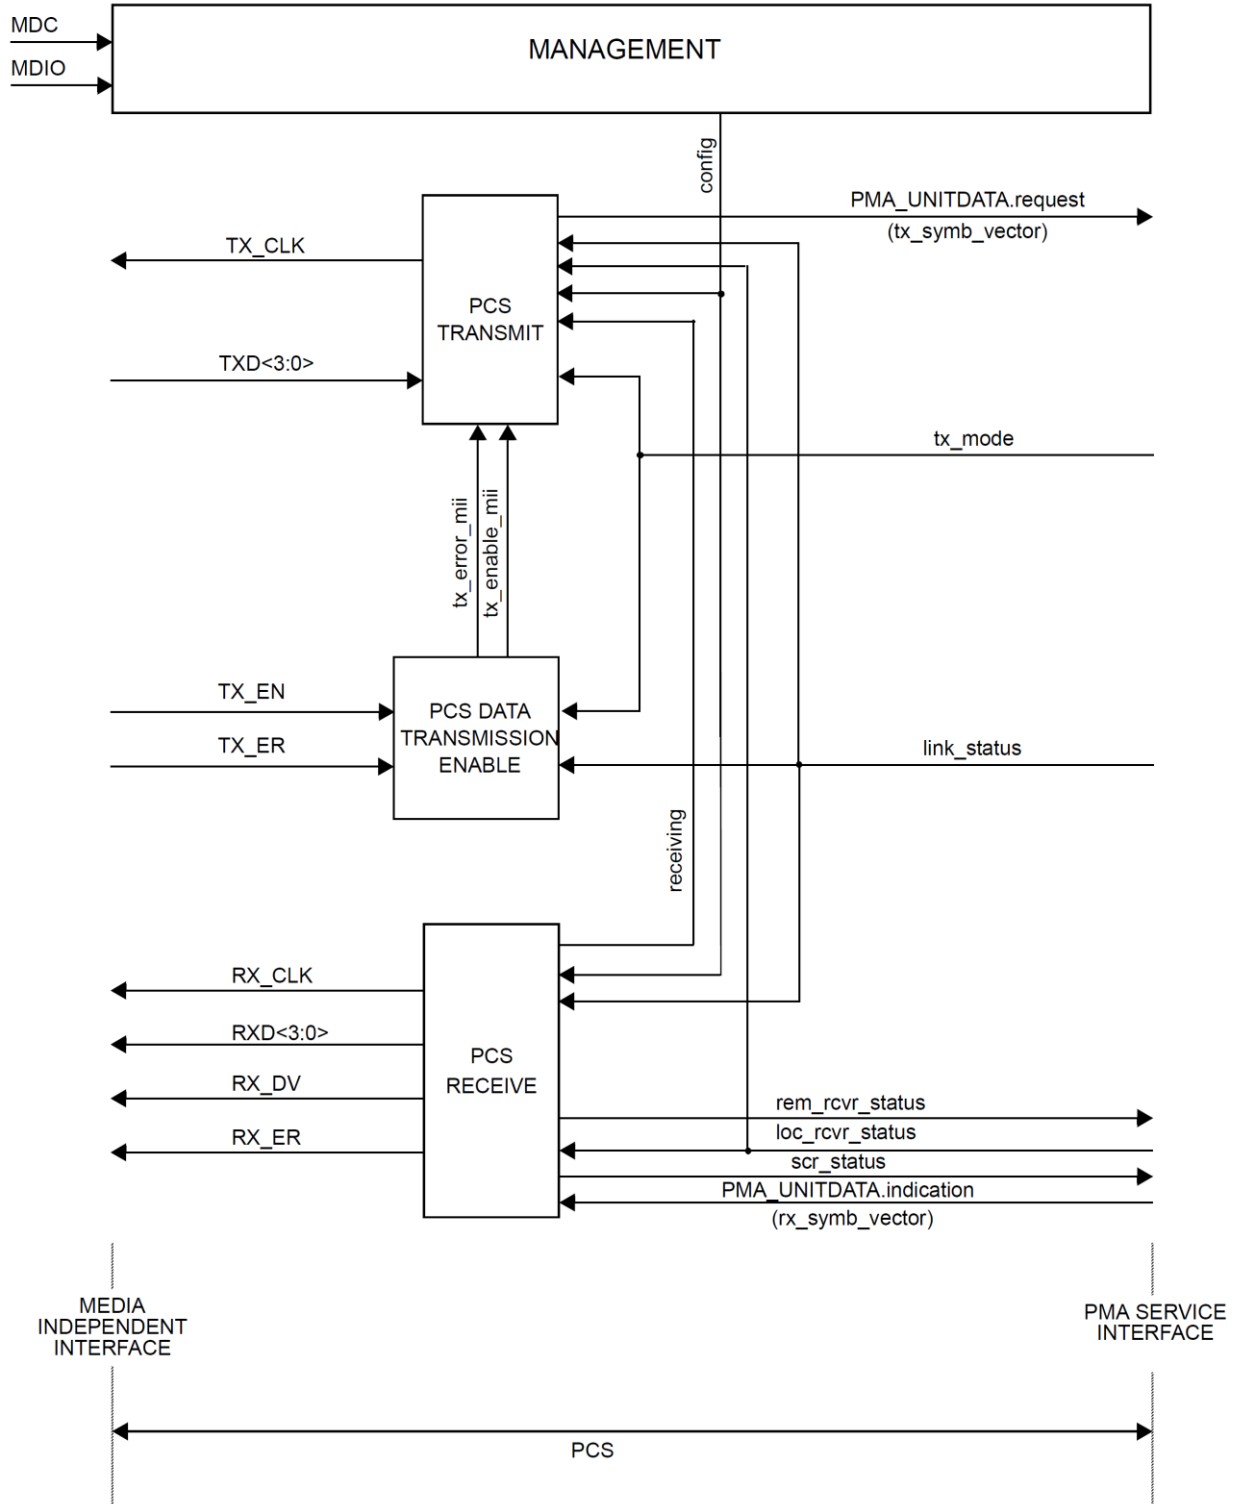 MDC
MDIO
MANAGEMENT
config
PMA_UNITDATA.request
(tx_symb_vector)
TX_CLK
PCS
TRANSMIT
TXD<3:0>
tx_mode
tx_error_mii
tx_enable_mii
TX_EN
TX_ER
PCS DATA
TRANSMISSION
ENABLE
link_status
receiving
RX_CLK
RXD<3:0>
RX_DV
RX_ER
PCS
RECEIVE
rem_rcvr_status
loc_rcvr_status
scr_status
PMA_UNITDATA.indication
(rx_symb_vector)
MEDIA
INDEPENDENT
INTERFACE
PMA SERVICE
INTERFACE
PCS